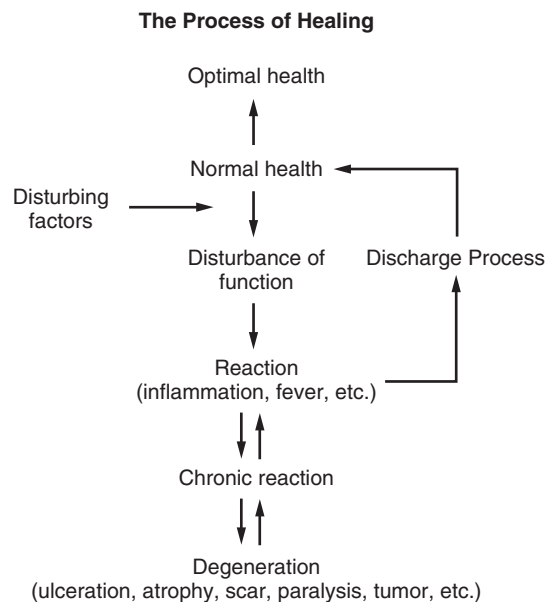 The Process of Healing
Optimal health
Normal health
Disturbing
factors
Disturbance of
function
Discharge Process
Reaction
(inflammation, fever, etc.)
Chronic reaction
Degeneration
(ulceration, atrophy, scar, paralysis, tumor, etc.)